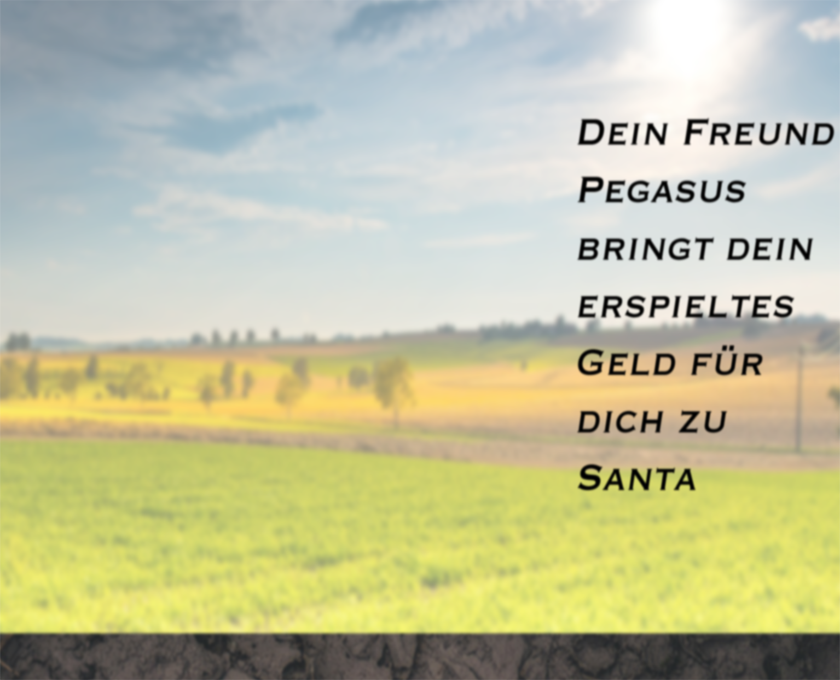 Dein Freund
Pegasus
bringt dein
erspieltes
Geld für
dich zu
Santa